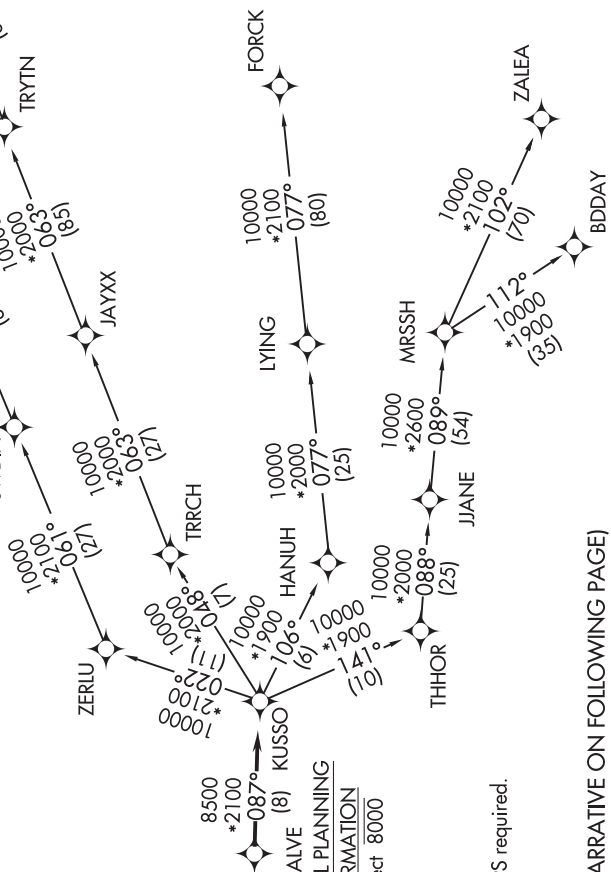 TRYTN
*2000
063°
(85)
JAYXX
10000
*2000
063°
(27)
TRRCH
10000
*2100
061°
(27)
ZERLU
10000
*2100
022°
(11)
10000
*2000
048°
(7)
FORCK
10000
*2100
077°
(80)
LYING
10000
*2000
077°
(25)
HANUH
10000
*1900
106°
(6)
10000
*1900
141°
(10)
THHOR
10000
*2000
088°
(25)
JJANE
10000
*2600
089°
(54)
MRSSH
10000
*2100
102°
(70)
ZALEA
112°
10000
*1900
(35)
BDDAY
8500
*2100
087°
(8)
KUSSO
ALVE
L PLANNING
RMATION
ect 8000
S required.
ARRATIVE ON FOLLOWING PAGE)